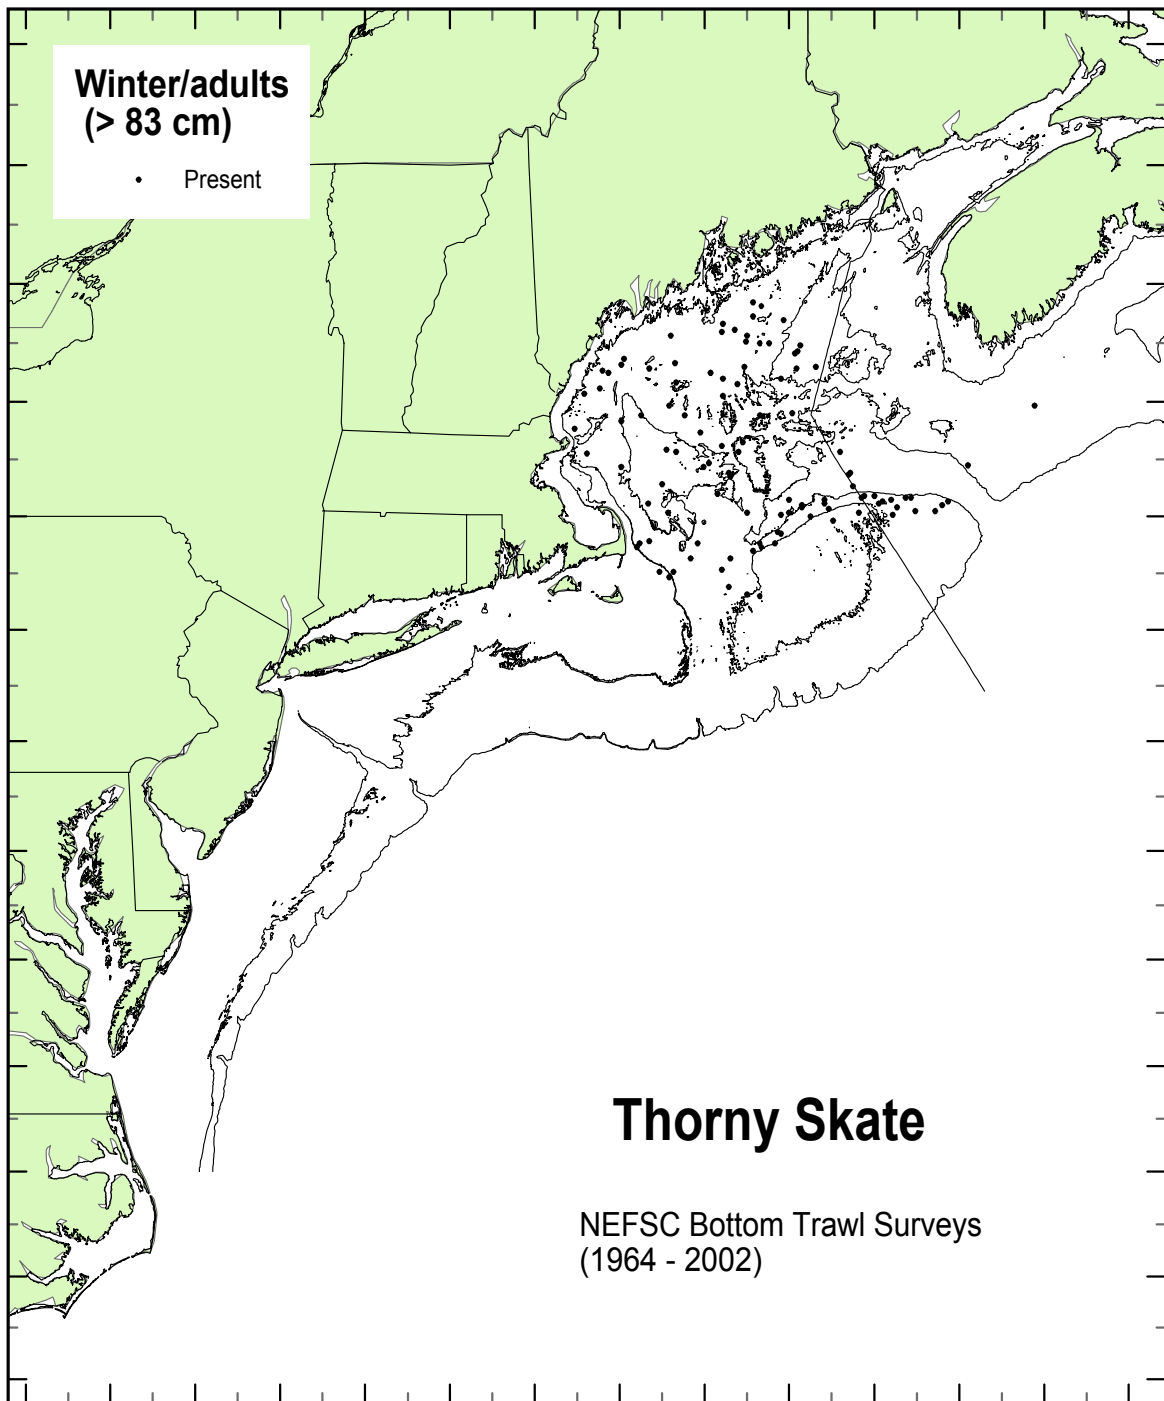 Winter/adults
(> 83 cm)
Present
Thorny Skate
NEFSC Bottom Trawl Surveys
(1964 - 2002)